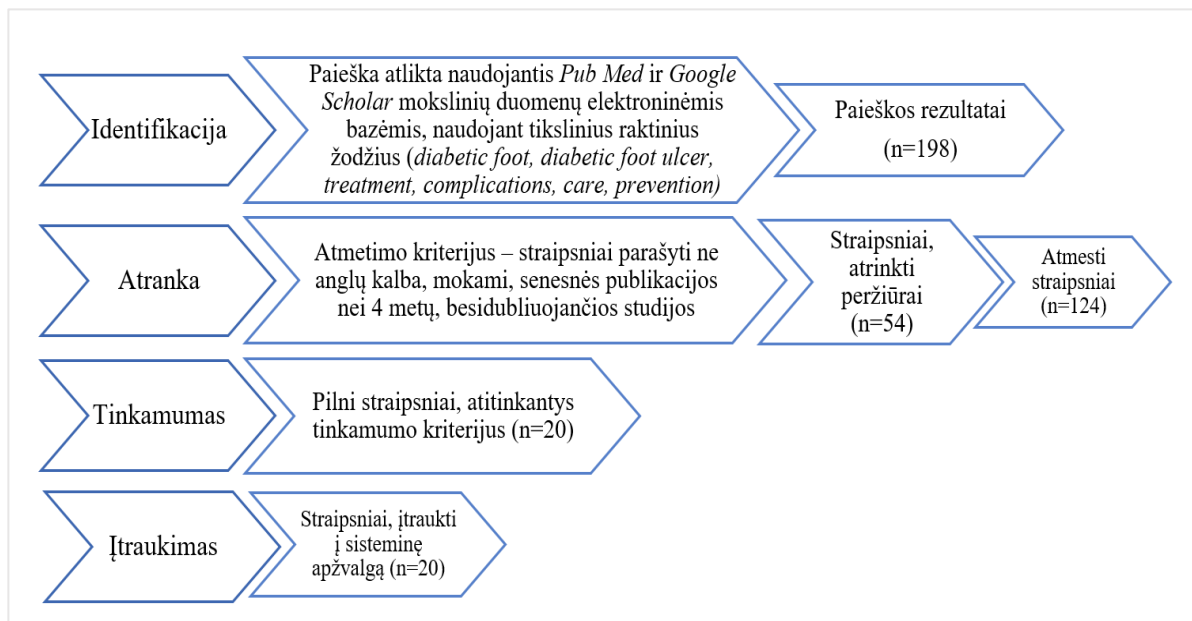 Identifikacija
Paieška atlikta naudojantis Pub Med ir Google
Scholar mokslinių duomenų elektroninėmis
bazėmis, naudojant tikslinius raktinius
žodžius (diabetic foot, diabetic foot ulcer,
treatment, complications, care, prevention)
Paieškos rezultatai
(n=198)
Atranka
Atmetimo kriterijus – straipsniai parašyti ne
anglų kalba, mokami, senesnės publikacijos
nei 4 metų, besidubliuojančios studijos
Straipsniai,
atrinkti
peržiūrai
(n=54)
Atmesti
straipsniai
(n=124)
Tinkamumas
Pilni straipsniai, atitinkantys
tinkamumo kriterijus (n=20)
Įtraukimas
Straipsniai, įtraukti
į sisteminę
apžvalgą (n=20)